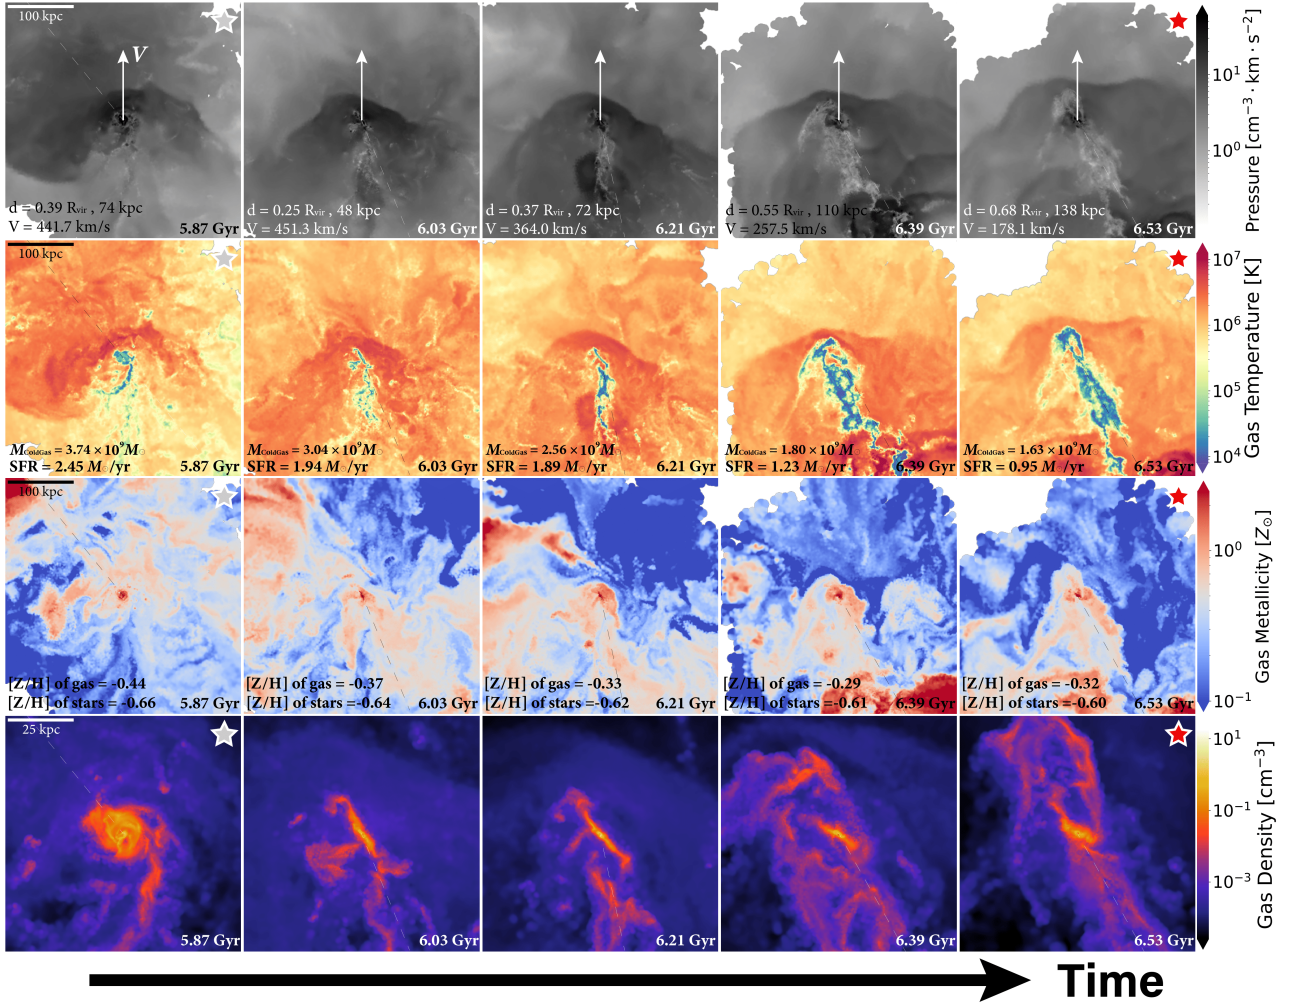 100 kpc
V
d = 0.39 Rvir , 74 kpc
V = 441.7 km/s
5.87 Gyr
d = 0.25 Rvir , 48 kpc
V = 451.3 km/s
6.03 Gyr
d = 0.37 Rvir , 72 kpc
V = 364.0 km/s
6.21 Gyr
d = 0.55 Rvir , 110 kpc
V = 257.5 km/s
6.39 Gyr
d = 0.68 Rvir , 138 kpc
V = 178.1 km/s
6.53 Gyr
10¹
10⁰
Pressure [cm⁻³ · km · s⁻²]
100 kpc
MColdGas = 3.74 × 10⁹M☉
SFR = 2.45 M☉/yr
5.87 Gyr
MColdGas = 3.04 × 10⁹M☉
SFR = 1.94 M☉/yr
6.03 Gyr
MColdGas = 2.56 × 10⁹M☉
SFR = 1.89 M☉/yr
6.21 Gyr
MColdGas = 1.80 × 10⁹M☉
SFR = 1.23 M☉/yr
6.39 Gyr
MColdGas = 1.63 × 10⁹M☉
SFR = 0.95 M☉/yr
6.53 Gyr
10⁷
10⁶
10⁵
10⁴
Gas Temperature [K]
100 kpc
[Z/H] of gas = -0.44
[Z/H] of stars = -0.66
5.87 Gyr
[Z/H] of gas = -0.37
[Z/H] of stars = -0.64
6.03 Gyr
[Z/H] of gas = -0.33
[Z/H] of stars = -0.62
6.21 Gyr
[Z/H] of gas = -0.29
[Z/H] of stars = -0.61
6.39 Gyr
[Z/H] of gas = -0.32
[Z/H] of stars = -0.60
6.53 Gyr
10⁰
10⁻¹
Gas Metallicity [Z☉]
25 kpc
5.87 Gyr
6.03 Gyr
6.21 Gyr
6.39 Gyr
6.53 Gyr
10¹
10⁻¹
10⁻³
Gas Density [cm⁻³]
Time